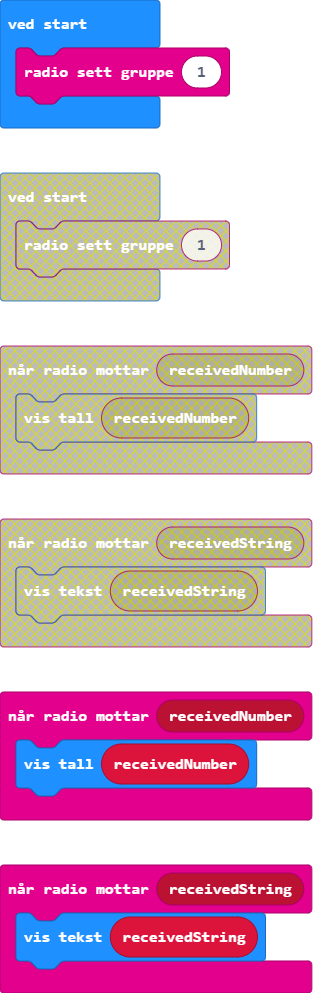 ved start
radio sett gruppe 1
ved start
radio sett gruppe 1
når radio mottar receivedNumber
vis tall receivedNumber
når radio mottar receivedString
vis tekst receivedString
når radio mottar receivedNumber
vis tall receivedNumber
når radio mottar receivedString
vis tekst receivedString